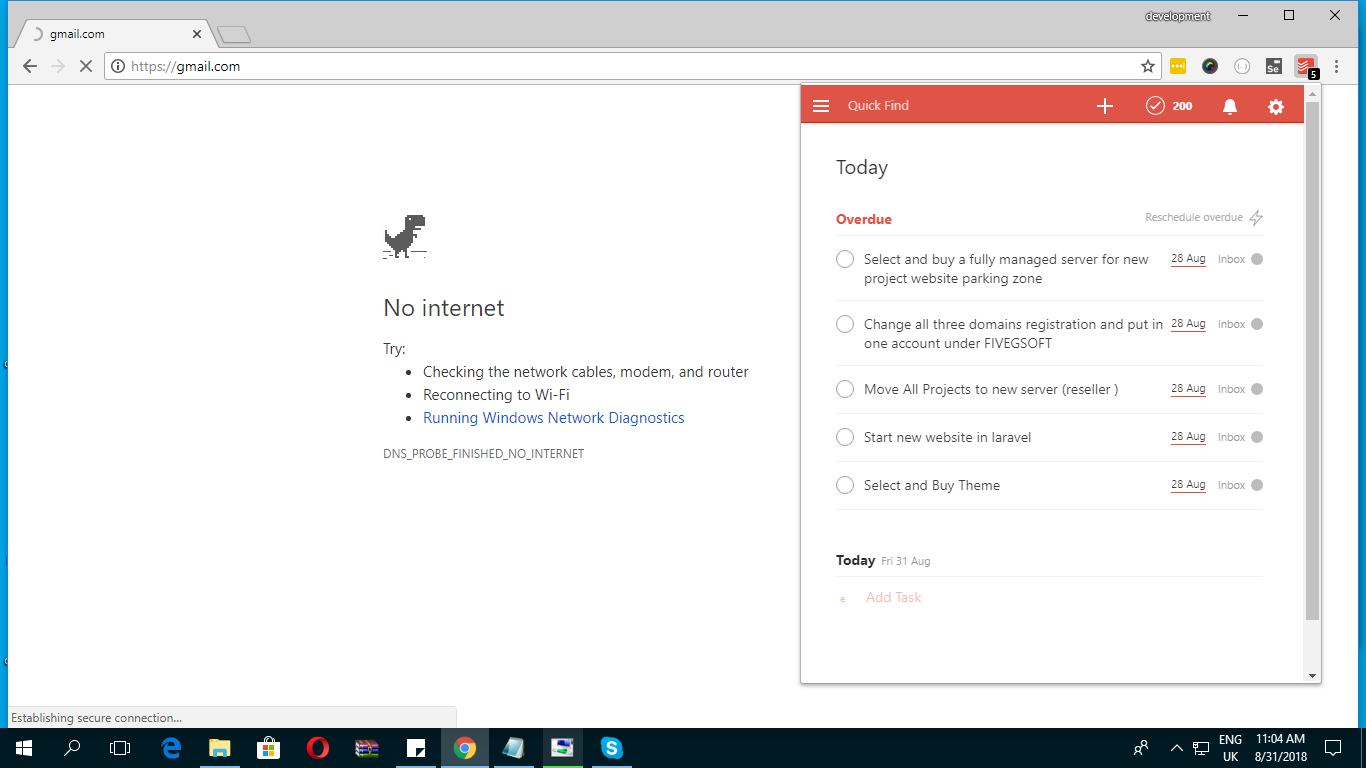 development
gmail.com
https://gmail.com
Se
5
Quick Find
200
Today
Overdue
Reschedule overdue
Select and buy a fully managed server for new
project website parking zone
28 Aug
Inbox
Change all three domains registration and put in
one account under FIVEGSOFT
28 Aug
Inbox
Move All Projects to new server (reseller )
28 Aug
Inbox
Start new website in laravel
28 Aug
Inbox
Select and Buy Theme
28 Aug
Inbox
Today Fri 31 Aug
e Add Task
No internet
Try:
Checking the network cables, modem, and router
Reconnecting to Wi-Fi
Running Windows Network Diagnostics
DNS_PROBE_FINISHED_NO_INTERNET
Establishing secure connection...
ENG
UK
11:04 AM
8/31/2018